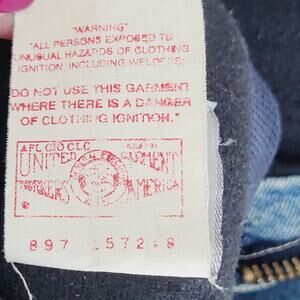 "WARNING"
"ALL PERSONS EXPOSED TO
UNUSUAL HAZARDS OF CLOTHING
IGNITION, INCLUDING WELDERS:
DO NOT USE THIS GARMENT
WHERE THERE IS A DANGER
OF CLOTHING IGNITION."
AFL CIO CLC
UNITED GARMENT
WORKERS AMERICA
897 572